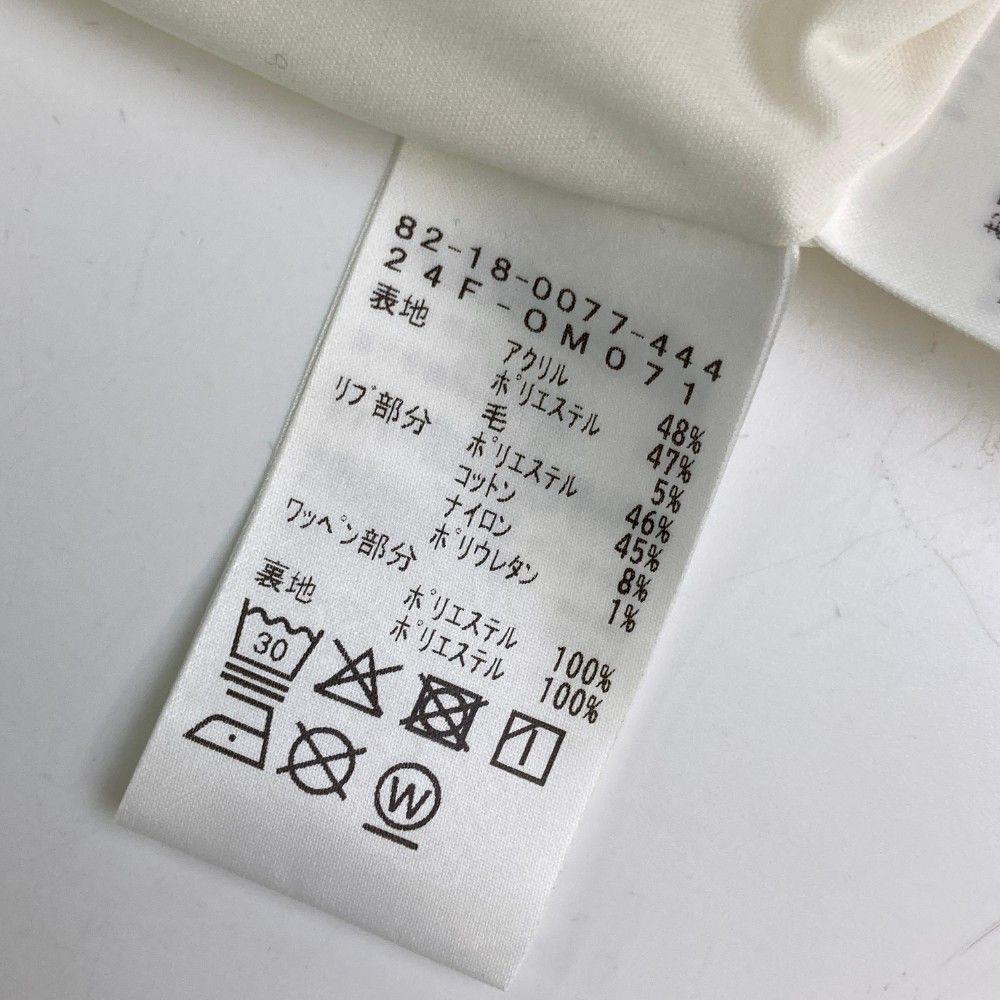 82-18-0077-444
24F-OM071
表地 アクリル 48%
ポリエステル 47%
毛 5%
リブ部分 ポリエステル 46%
コットン 45%
ナイロン 8%
ポリウレタン 1%
ワッペン部分 ポリエステル 100%
裏地 ポリエステル 100%
30
W